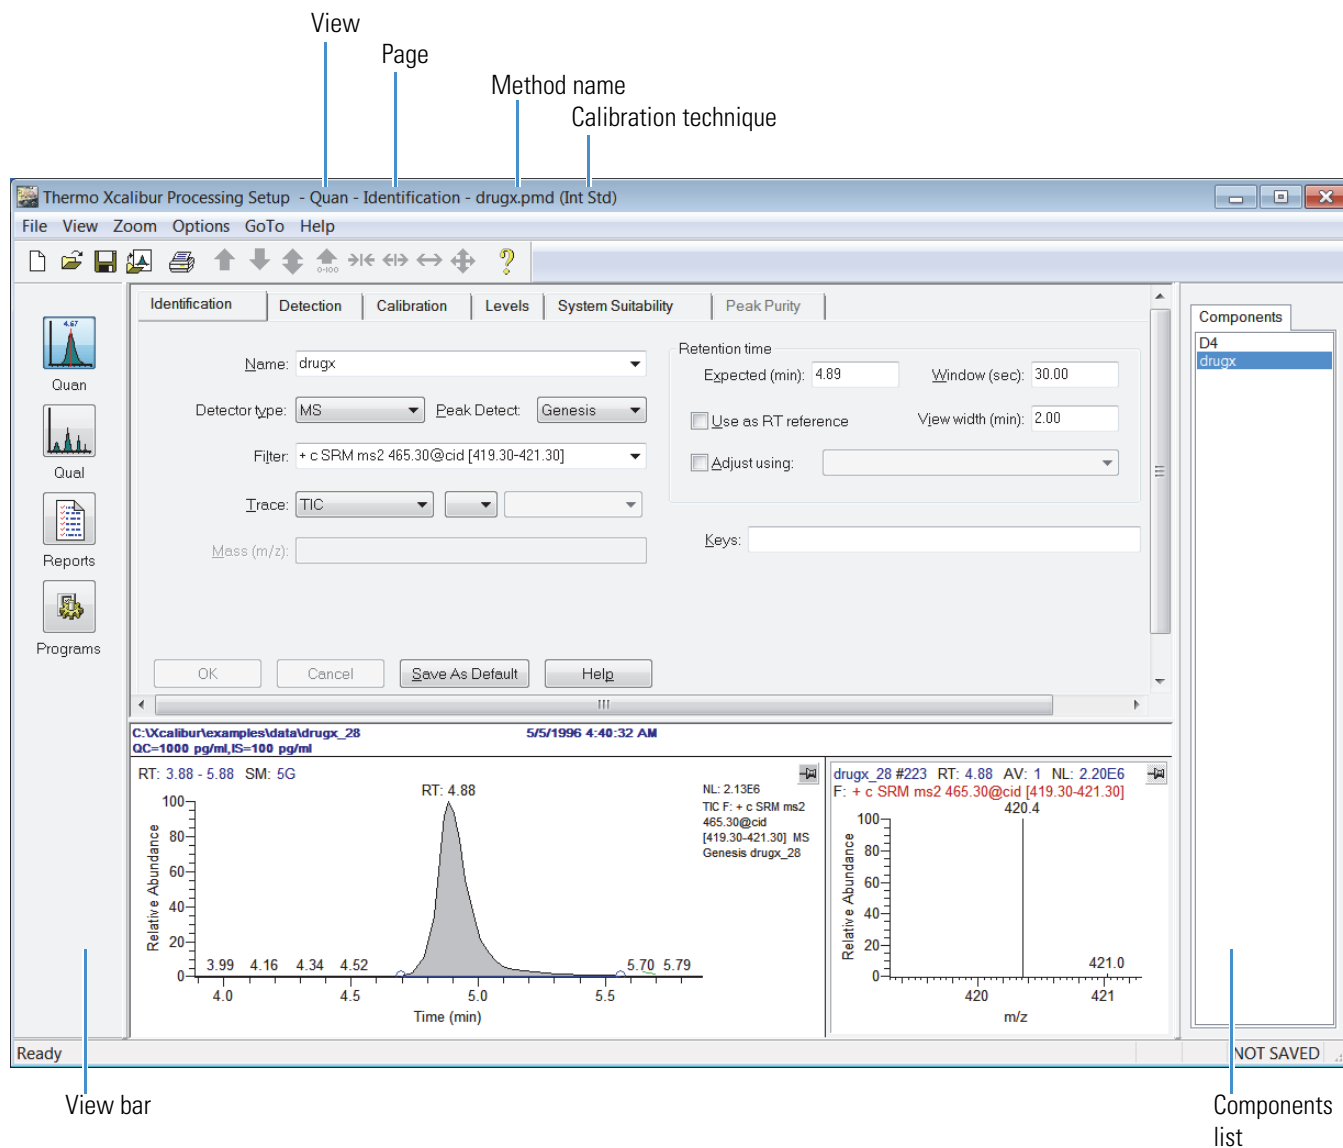 View
Page
Method name
Calibration technique
Thermo Xcalibur Processing Setup - Quan - Identification - drugx.pmd (Int Std)
File View Zoom Options GoTo Help
0-100
4.67
Quan
Qual
Reports
Programs
Identification Detection Calibration Levels System Suitability Peak Purity
Name: drugx
Detector type: MS Peak Detect: Genesis
Filter: + c SRM ms2 465.30@cid [419.30-421.30]
Trace: TIC
Mass (m/z):
Retention time
Expected (min): 4.89 Window (sec): 30.00
Use as RT reference View width (min): 2.00
Adjust using:
Keys:
OK Cancel Save As Default Help
Components
D4
drugx
C:\Xcalibur\examples\data\drugx_28 5/5/1996 4:40:32 AM
QC=1000 pg/ml,IS=100 pg/ml
RT: 3.88 - 5.88 SM: 5G
RT: 4.88
NL: 2.13E6
TIC F: + c SRM ms2
465.30@cid
[419.30-421.30] MS
Genesis drugx_28
100
80
60
40
20
0
Relative Abundance
3.99 4.16 4.34 4.52 5.70 5.79
4.0 4.5 5.0 5.5
Time (min)
drugx_28 #223 RT: 4.88 AV: 1 NL: 2.20E6
F: + c SRM ms2 465.30@cid [419.30-421.30]
420.4
100
80
60
40
20
0
Relative Abundance
421.0
420 421
m/z
Ready NOT SAVED
View bar
Components
list